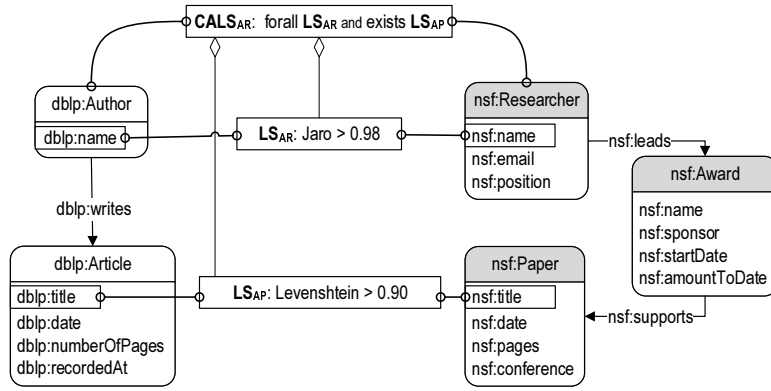 CALSAR: forall LSAR and exists LSAP
dblp:Author
dblp:name
LSAR: Jaro > 0.98
nsf:Researcher
nsf:name
nsf:email
nsf:position
nsf:leads
nsf:Award
nsf:name
nsf:sponsor
nsf:startDate
nsf:amountToDate
dblp:writes
dblp:Article
dblp:title
dblp:date
dblp:numberOfPages
dblp:recordedAt
LSAP: Levenshtein > 0.90
nsf:Paper
nsf:title
nsf:date
nsf:pages
nsf:conference
nsf:supports